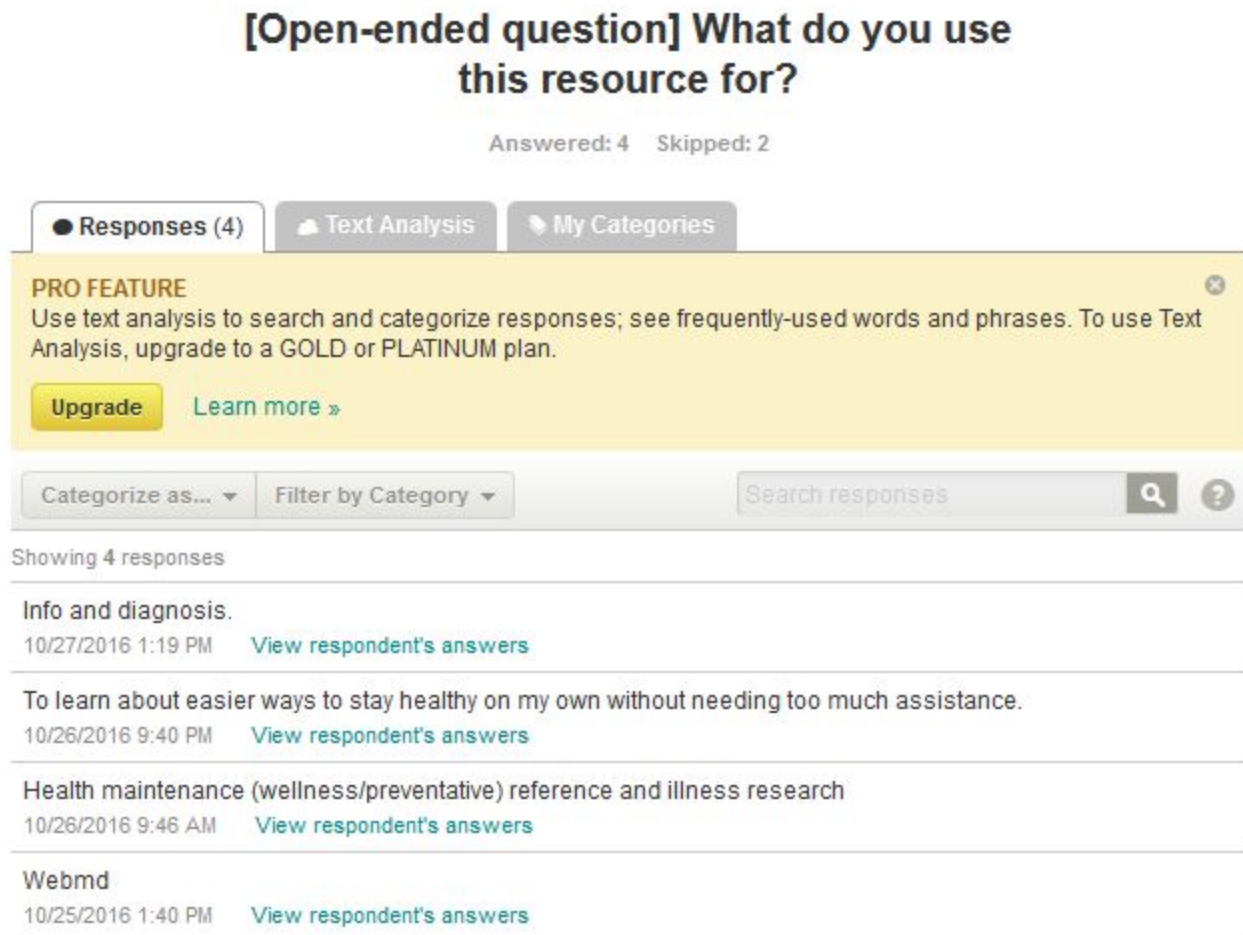 [Open-ended question] What do you use
this resource for?
Answered: 4 Skipped: 2
Responses (4)
Text Analysis
My Categories
PRO FEATURE
Use text analysis to search and categorize responses; see frequently-used words and phrases. To use Text
Analysis, upgrade to a GOLD or PLATINUM plan.
Upgrade Learn more »
Categorize as... Filter by Category Search responses ?
Showing 4 responses
Info and diagnosis.
10/27/2016 1:19 PM View respondent's answers
To learn about easier ways to stay healthy on my own without needing too much assistance.
10/26/2016 9:40 PM View respondent's answers
Health maintenance (wellness/preventative) reference and illness research
10/26/2016 9:46 AM View respondent's answers
Webmd
10/25/2016 1:40 PM View respondent's answers